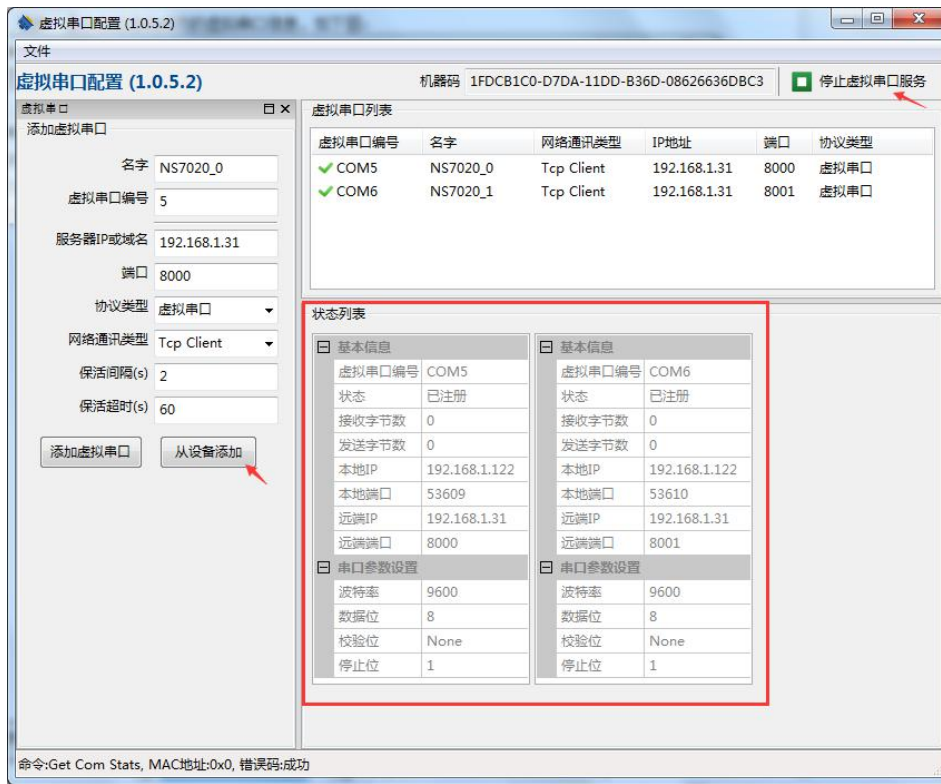 虚拟串口配置 (1.0.5.2)
文件
虚拟串口配置 (1.0.5.2)
机器码 1FDCB1C0-D7DA-11DD-B36D-08626636DBC3 停止虚拟串口服务
虚拟串口
添加虚拟串口
名字 NS7020_0
虚拟串口编号 5
服务器IP或域名 192.168.1.31
端口 8000
协议类型 虚拟串口
网络通讯类型 Tcp Client
保活间隔(s) 2
保活超时(s) 60
添加虚拟串口 从设备添加
虚拟串口列表
虚拟串口编号 名字 网络通讯类型 IP地址 端口 协议类型
COM5 NS7020_0 Tcp Client 192.168.1.31 8000 虚拟串口
COM6 NS7020_1 Tcp Client 192.168.1.31 8001 虚拟串口
状态列表
基本信息
虚拟串口编号 COM5
状态 已注册
接收字节数 0
发送字节数 0
本地IP 192.168.1.122
本地端口 53609
远端IP 192.168.1.31
远端端口 8000
串口参数设置
波特率 9600
数据位 8
校验位 None
停止位 1
基本信息
虚拟串口编号 COM6
状态 已注册
接收字节数 0
发送字节数 0
本地IP 192.168.1.122
本地端口 53610
远端IP 192.168.1.31
远端端口 8001
串口参数设置
波特率 9600
数据位 8
校验位 None
停止位 1
命令:Get Com Stats, MAC地址:0x0, 错误码:成功